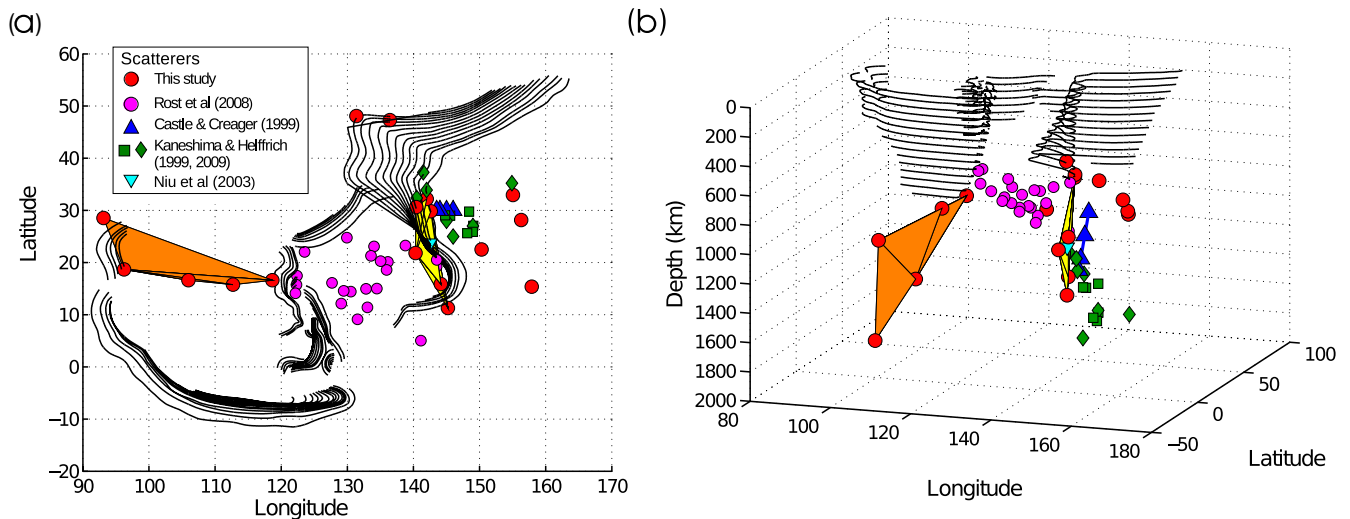 (a)
60
50
40
30
20
10
0
−10
−20
Latitude
90 100 110 120 130 140 150 160 170
Longitude
Scatterers
This study
Rost et al (2008)
Castle & Creager (1999)
Kaneshima & Helffrich
(1999, 2009)
Niu et al (2003)
(b)
0
200
400
600
800
1000
1200
1400
1600
1800
2000
Depth (km)
80 100 120 140 160 180
Longitude
−50 0 50 100
Latitude